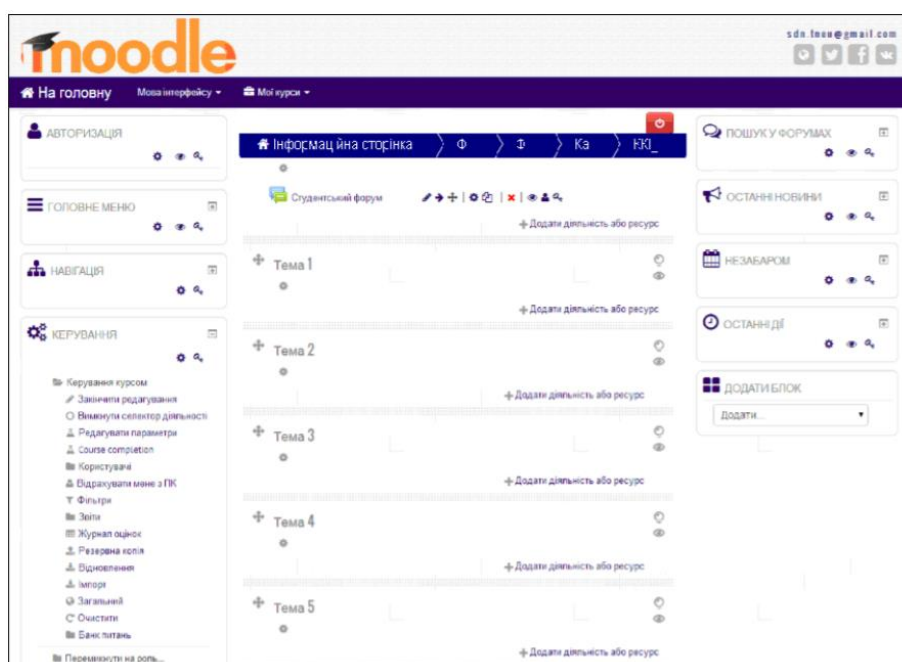 moodle
sdn.lnau@gmail.com
На головну Мова інтерфейсу Мої курси
АВТОРИЗАЦІЯ
ГОЛОВНЕ МЕНЮ
НАВІГАЦІЯ
КЕРУВАННЯ
Керування курсом
Закінчити редагування
Вимкнути селектор діяльності
Редагувати параметри
Course completion
Користувачі
Відрахувати мене з ПК
Фільтри
Звіти
Журнал оцінок
Резервна копія
Відновлення
Імпорт
Загальний
Очистити
Банк питань
Перемикнути на роль...
Інформаційна сторінка Ф Ф Ка
Студентський форум
Додати діяльність або ресурс
Тема 1
Додати діяльність або ресурс
Тема 2
Додати діяльність або ресурс
Тема 3
Додати діяльність або ресурс
Тема 4
Додати діяльність або ресурс
Тема 5
Додати діяльність або ресурс
ПОШУК У ФОРУМАХ
ОСТАННІ НОВИНИ
НЕЗАБАРОМ
ОСТАННІ ДІЇ
ДОДАТИ БЛОК
Додати...